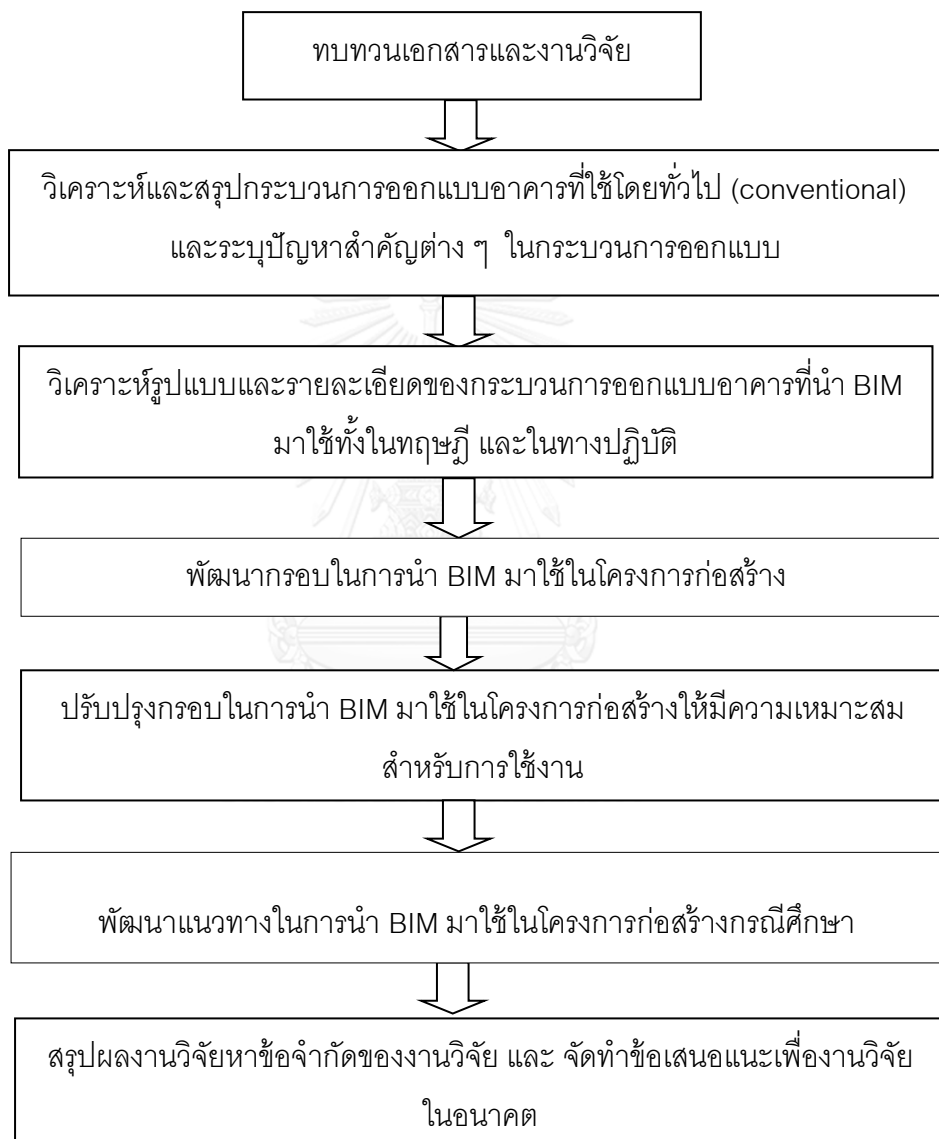 ทบทวนเอกสารและงานวิจัย
วิเคราะห์และสรุปกระบวนการออกแบบอาคารที่ใช้โดยทั่วไป (conventional)
และระบุปัญหาสำคัญต่าง ๆ ในกระบวนการออกแบบ
วิเคราะห์รูปแบบและรายละเอียดของกระบวนการออกแบบอาคารที่นำ BIM
มาใช้ทั้งในทฤษฎี และในทางปฏิบัติ
พัฒนากรอบในการนำ BIM มาใช้ในโครงการก่อสร้าง
ปรับปรุงกรอบในการนำ BIM มาใช้ในโครงการก่อสร้างให้มีความเหมาะสม
สำหรับการใช้งาน
พัฒนาแนวทางในการนำ BIM มาใช้ในโครงการก่อสร้างกรณีศึกษา
สรุปผลงานวิจัยหาข้อจำกัดของงานวิจัย และ จัดทำข้อเสนอแนะเพื่องานวิจัย
ในอนาคต